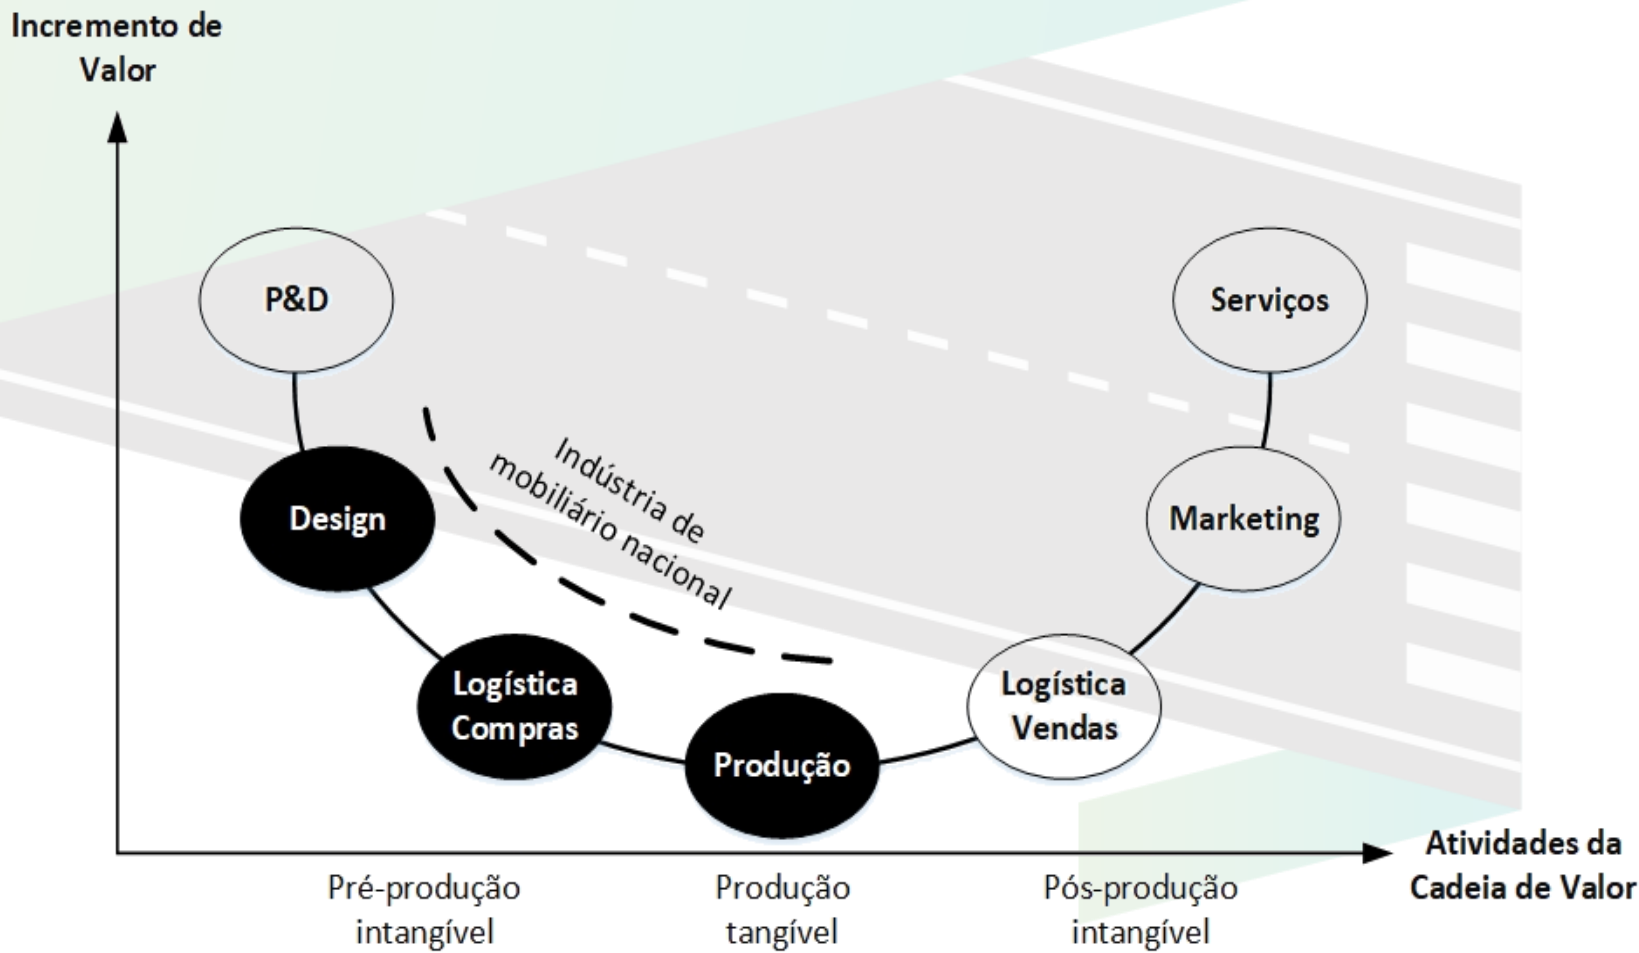 Incremento de
Valor
P&D
Serviços
Design
Indústria de
mobiliário nacional
Marketing
Logística
Compras
Produção
Logística
Vendas
Atividades da
Cadeia de Valor
Pré-produção
intangível
Produção
tangível
Pós-produção
intangível